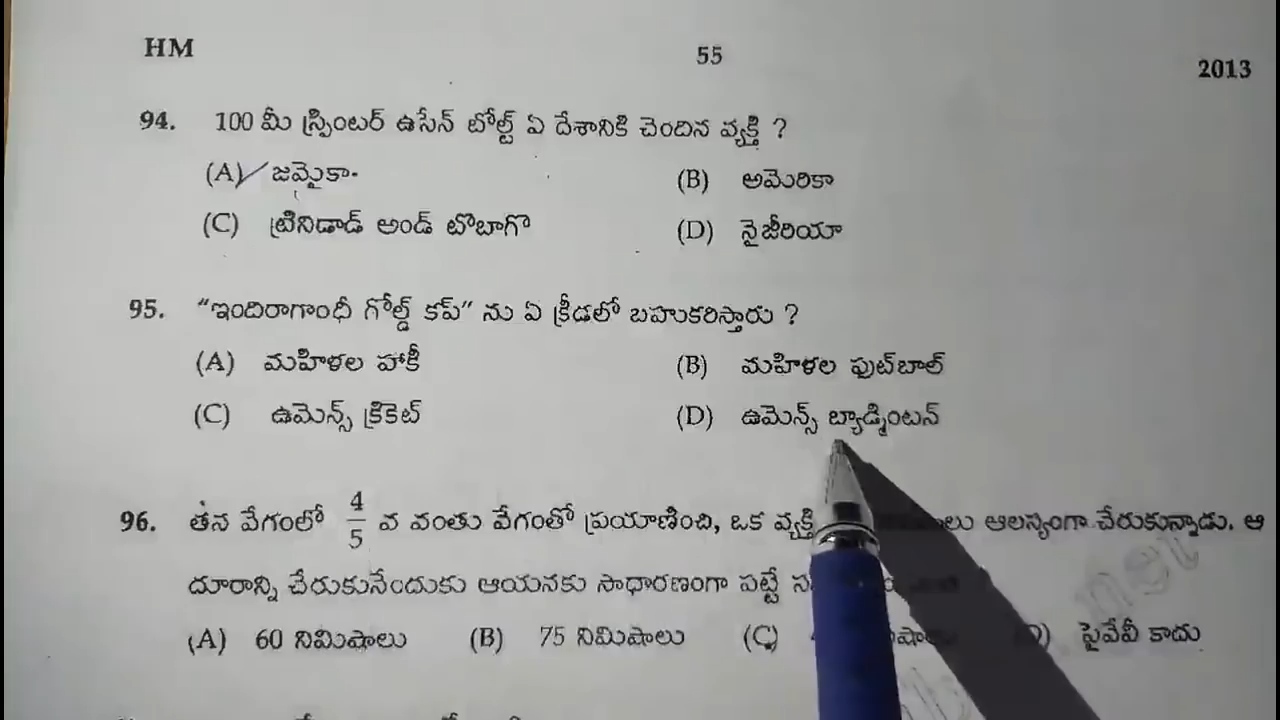 HM 55 2013
94. 100 మీ స్ప్రింటర్ ఉసేన్ బోల్ట్ ఏ దేశానికి చెందిన వ్యక్తి ?
(A) జమైకా (B) అమెరికా
(C) ట్రినిడాడ్ అండ్ టొబాగొ (D) నైజీరియా
95. “ఇందిరాగాంధీ గోల్డ్ కప్” ను ఏ క్రీడలో బహుకరిస్తారు ?
(A) మహిళల హాకీ (B) మహిళల ఫుట్‌బాల్
(C) ఉమెన్స్ క్రికెట్ (D) ఉమెన్స్ బ్యాడ్మింటన్
96. తన వేగంలో 4/5 వ వంతు వేగంతో ప్రయాణించి, ఒక వ్యక్తి ఆలస్యంగా చేరుకున్నాడు. ఆ
దూరాన్ని చేరుకునేందుకు ఆయనకు సాధారణంగా పట్టే
(A) 60 నిమిషాలు (B) 75 నిమిషాలు (C) (D) పైవేవీ కాదు